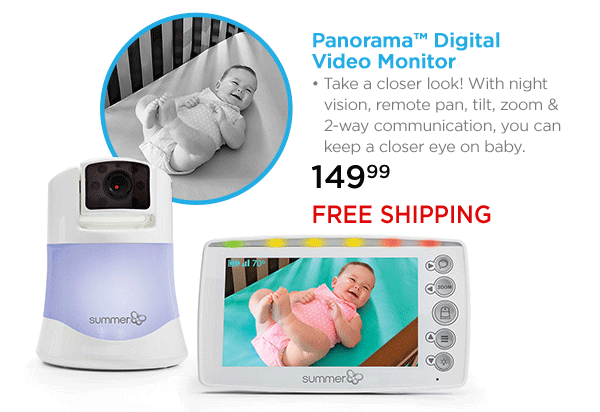 Panorama™ Digital
Video Monitor
• Take a closer look! With night
vision, remote pan, tilt, zoom &
2-way communication, you can
keep a closer eye on baby.
149⁹⁹
FREE SHIPPING
70°
ZOOM
summer
summer